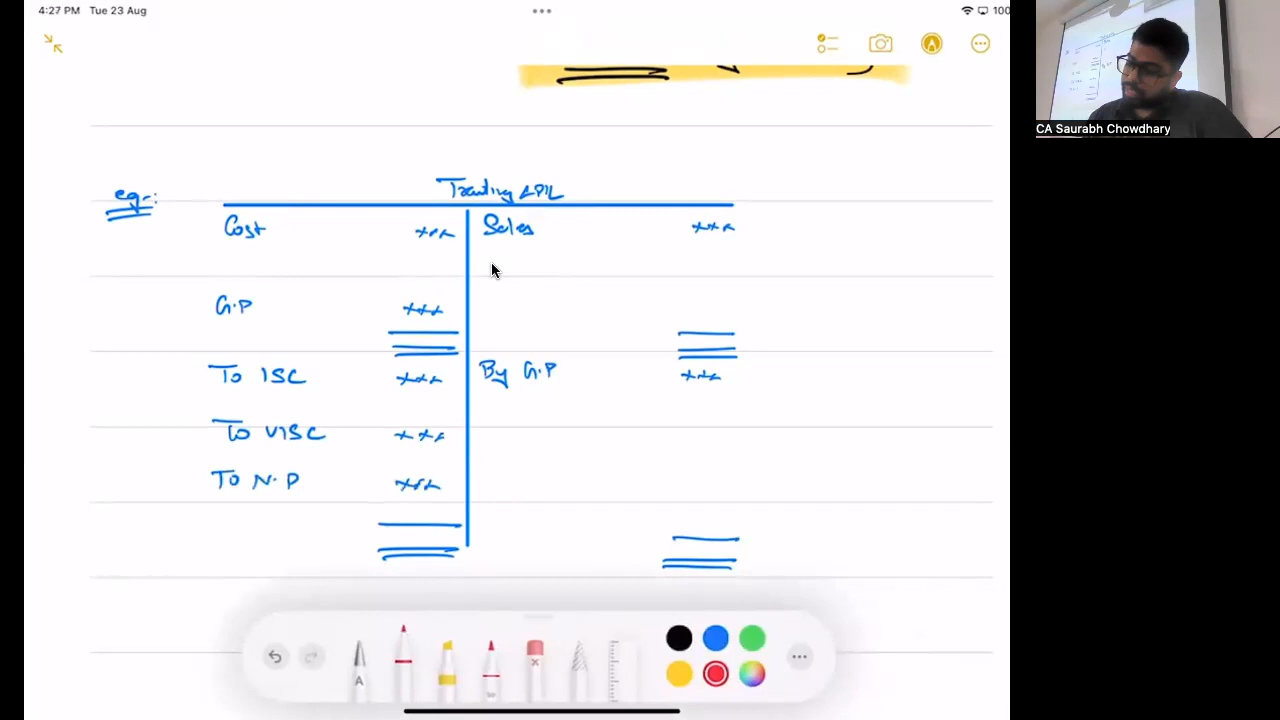 4:27 PM Tue 23 Aug
100
CA Saurabh Chowdhary
eg-:
Trading & P/L
Cost xxx Sales xxx
G.P xxx
To ISC xxx By G.P xxx
To VISC xxx
To N.P xxx